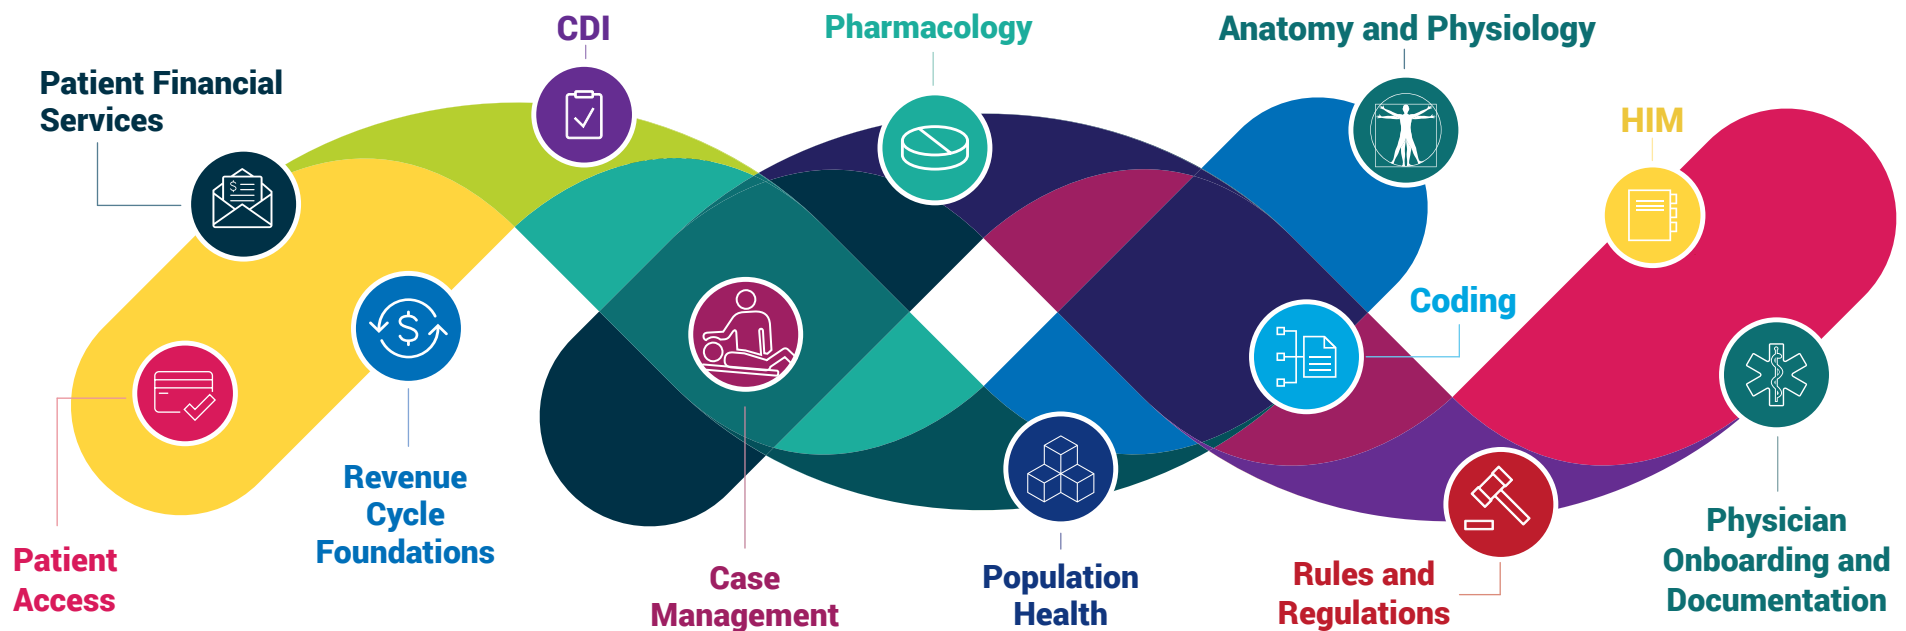 CDI
Pharmacology
Anatomy and Physiology
Patient Financial
Services
HIM
Coding
Revenue
Cycle
Foundations
Patient
Access
Case
Management
Population
Health
Rules and
Regulations
Physician
Onboarding and
Documentation
$
$